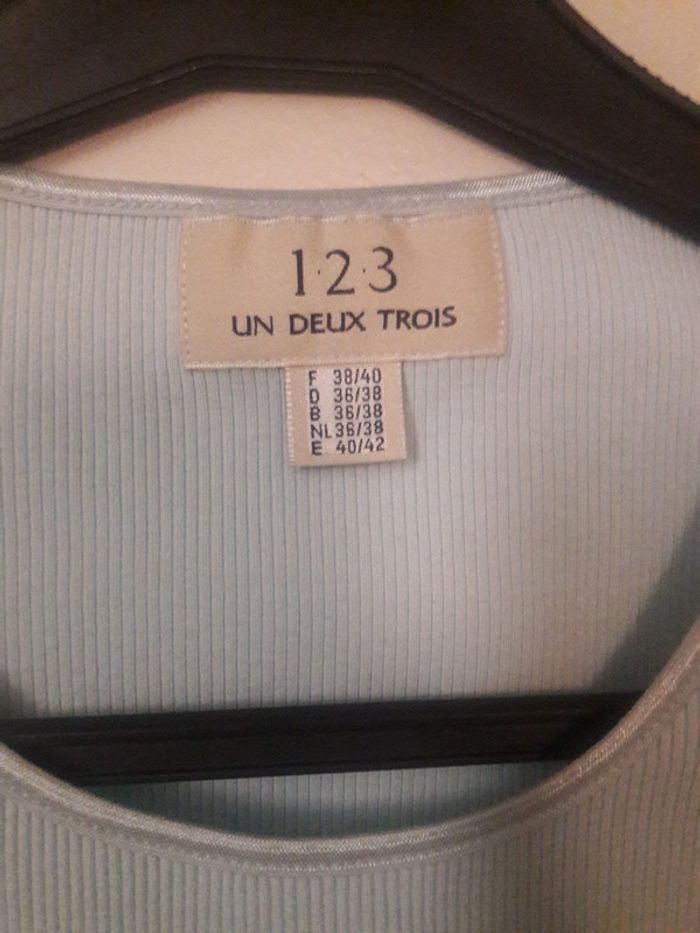 1·2·3
UN DEUX TROIS
F 38/40
D 36/38
B 36/38
NL 36/38
E 40/42